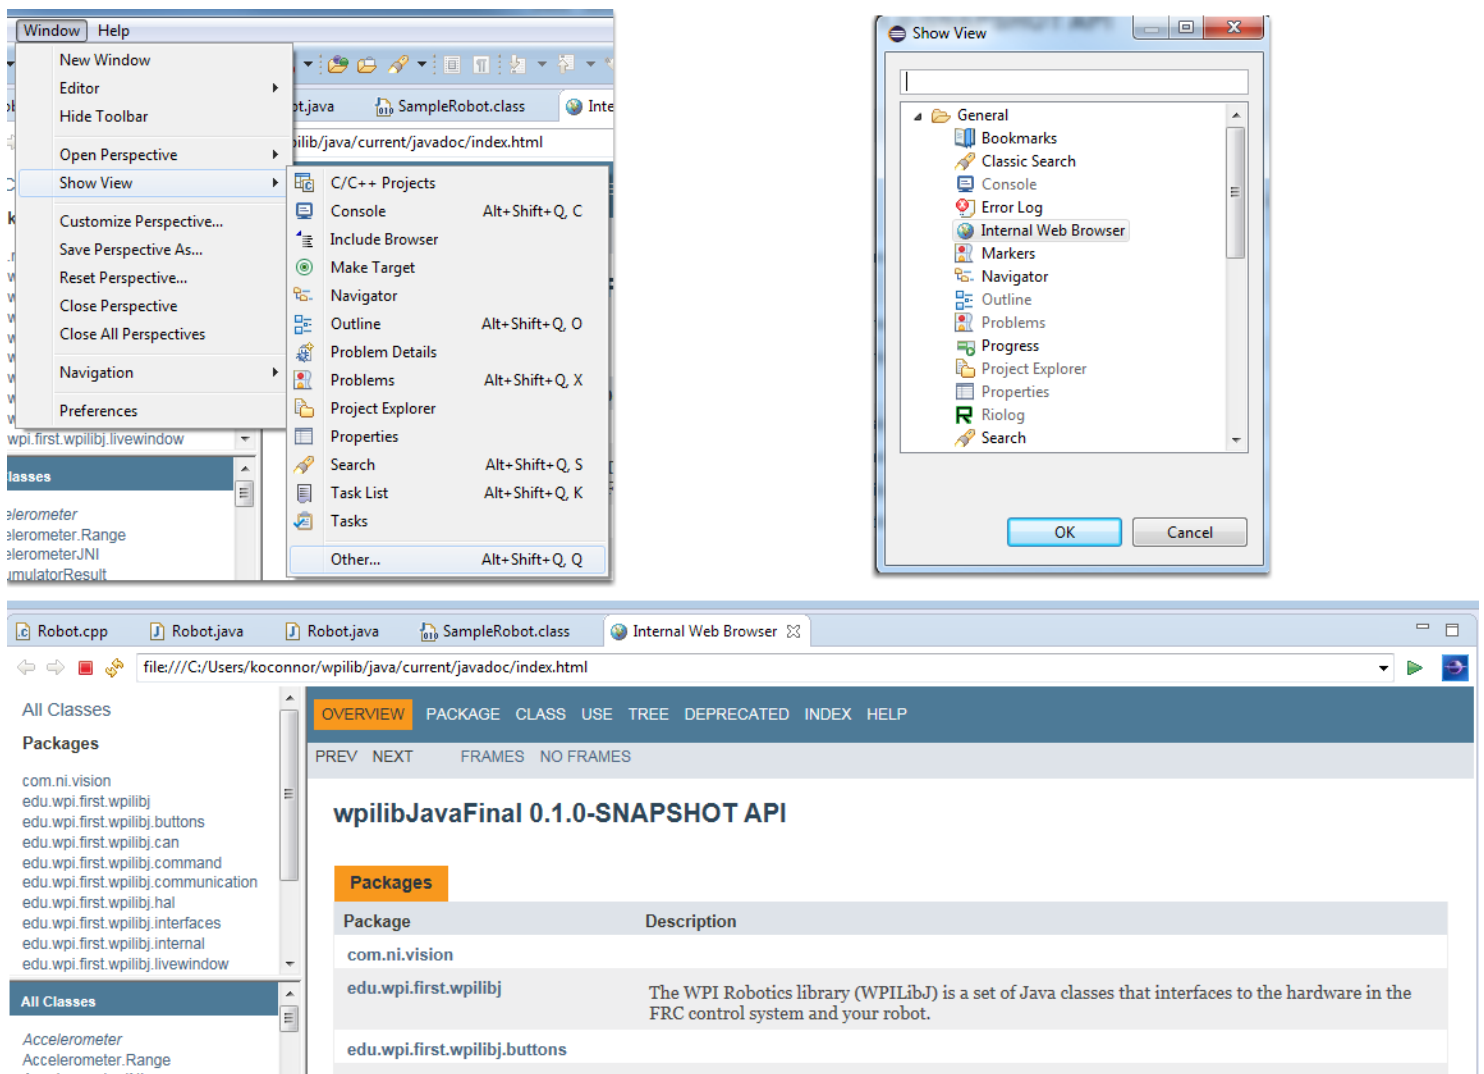 Window Help
New Window
Editor
Hide Toolbar
Open Perspective
Show View
Customize Perspective...
Save Perspective As...
Reset Perspective...
Close Perspective
Close All Perspectives
Navigation
Preferences
ot.java SampleRobot.class Inte
ilib/java/current/javadoc/index.html
C/C++ Projects
Console Alt+Shift+Q, C
Include Browser
Make Target
Navigator
Outline Alt+Shift+Q, O
Problem Details
Problems Alt+Shift+Q, X
Project Explorer
Properties
Search Alt+Shift+Q, S
Task List Alt+Shift+Q, K
Tasks
Other... Alt+Shift+Q, Q
wpi.first.wpilibj.livewindow
lasses
elerometer
elerometer.Range
elerometerJNI
umulatorResult
Show View
General
Bookmarks
Classic Search
Console
Error Log
Internal Web Browser
Markers
Navigator
Outline
Problems
Progress
Project Explorer
Properties
Riolog
Search
OK Cancel
Robot.cpp Robot.java Robot.java SampleRobot.class Internal Web Browser
file:///C:/Users/koconnor/wpilib/java/current/javadoc/index.html
All Classes
Packages
com.ni.vision
edu.wpi.first.wpilibj
edu.wpi.first.wpilibj.buttons
edu.wpi.first.wpilibj.can
edu.wpi.first.wpilibj.command
edu.wpi.first.wpilibj.communication
edu.wpi.first.wpilibj.hal
edu.wpi.first.wpilibj.interfaces
edu.wpi.first.wpilibj.internal
edu.wpi.first.wpilibj.livewindow
All Classes
Accelerometer
Accelerometer.Range
OVERVIEW PACKAGE CLASS USE TREE DEPRECATED INDEX HELP
PREV NEXT FRAMES NO FRAMES
wpilibJavaFinal 0.1.0-SNAPSHOT API
Packages
Package Description
com.ni.vision
edu.wpi.first.wpilibj The WPI Robotics library (WPILibJ) is a set of Java classes that interfaces to the hardware in the
FRC control system and your robot.
edu.wpi.first.wpilibj.buttons